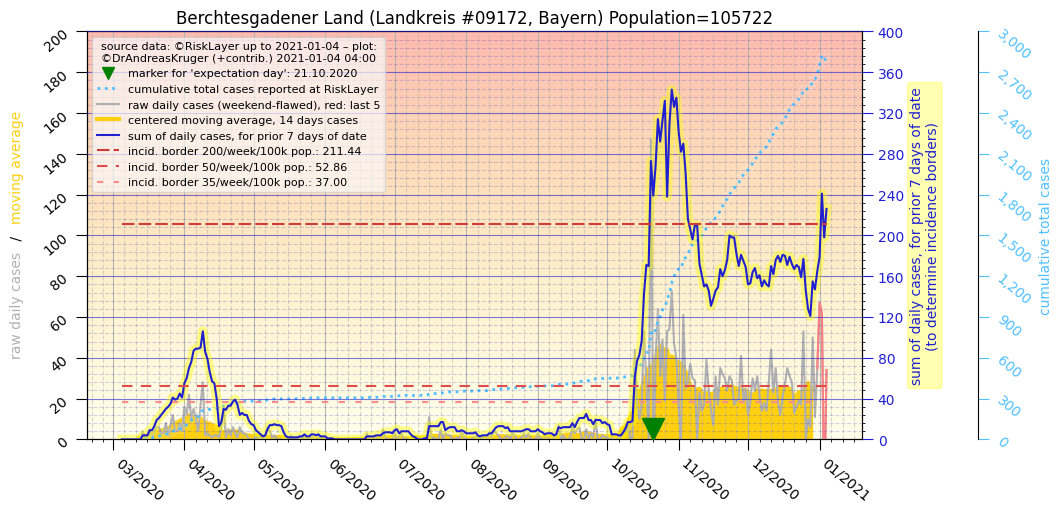 Berchtesgadener Land (Landkreis #09172, Bayern) Population=105722
source data: ©RiskLayer up to 2021-01-04 – plot:
©DrAndreasKruger (+contrib.) 2021-01-04 04:00
marker for 'expectation day': 21.10.2020
cumulative total cases reported at RiskLayer
raw daily cases (weekend-flawed), red: last 5
centered moving average, 14 days cases
sum of daily cases, for prior 7 days of date
incid. border 200/week/100k pop.: 211.44
incid. border 50/week/100k pop.: 52.86
incid. border 35/week/100k pop.: 37.00
raw daily cases / moving average
200
180
160
140
120
100
80
60
40
20
0
03/2020
04/2020
05/2020
06/2020
07/2020
08/2020
09/2020
10/2020
11/2020
12/2020
01/2021
400
360
320
280
240
200
160
120
80
40
0
sum of daily cases, for prior 7 days of date
(to determine incidence borders)
3,000
2,700
2,400
2,100
1,800
1,500
1,200
900
600
300
0
cumulative total cases